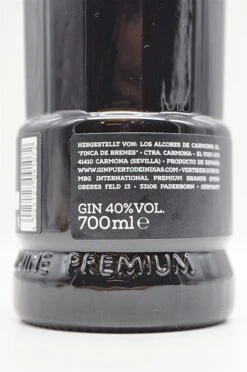 HERGESTELLT VON: LOS ALCORES DE CARMONA
"FINCA DE BRENES" • CTRA CARMONA - EL VISO
41410 CARMONA (SEVILLA) • PRODUCTO DE ESPAÑA
WWW.GINPUERTODEINDIAS.COM • VERTRIEB DURCH
MBG INTERNATIONAL PREMIUM BRANDS GMBH
OBERES FELD 13 - 33106 PADERBORN - GERMANY
GIN 40%VOL.
700ml ℮
PREMIUM